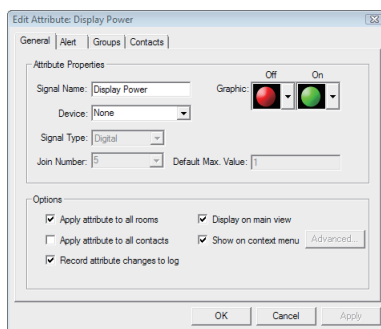 Edit Attribute: Display Power
General Alert Groups Contacts
Attribute Properties
Off On
Signal Name: Display Power Graphic:
Device: None
Signal Type: Digital
Join Number: 5 Default Max. Value: 1
Options
Apply attribute to all rooms Display on main view
Apply attribute to all contacts Show on context menu Advanced...
Record attribute changes to log
OK Cancel Apply